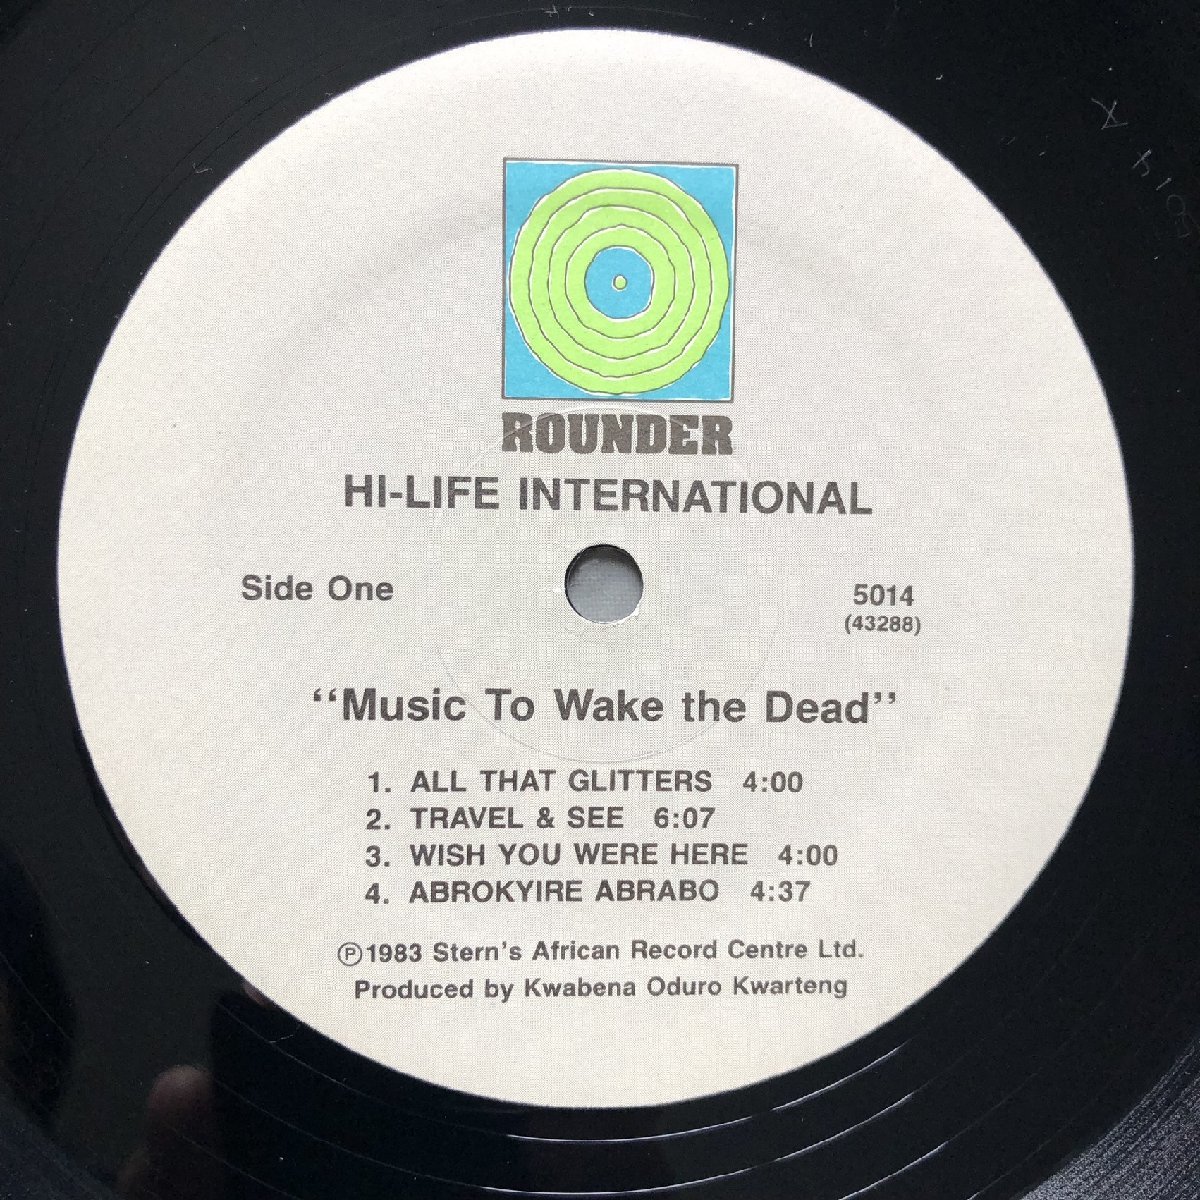 ROUNDER
HI-LIFE INTERNATIONAL
Side One
5014
(43288)
“Music To Wake the Dead”
1. ALL THAT GLITTERS 4:00
2. TRAVEL & SEE 6:07
3. WISH YOU WERE HERE 4:00
4. ABROKYIRE ABRABO 4:37
℗1983 Stern's African Record Centre Ltd.
Produced by Kwabena Oduro Kwarteng